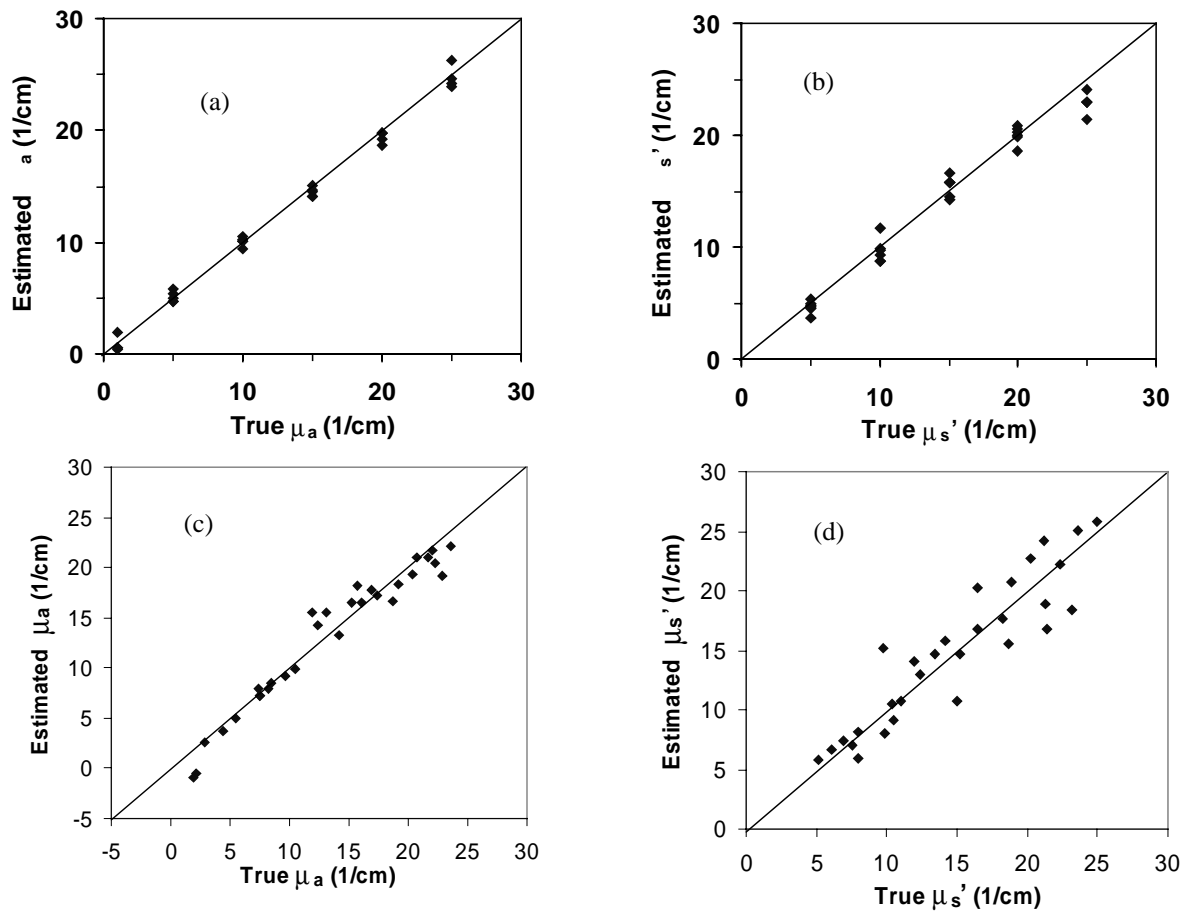 30
20
10
0
Estimated a (1/cm)
(a)
0 10 20 30
True μa (1/cm)
30
20
10
0
Estimated s’ (1/cm)
(b)
0 10 20 30
True μs’ (1/cm)
30
25
20
15
10
5
0
-5
Estimated μa (1/cm)
(c)
-5 0 5 10 15 20 25 30
True μa (1/cm)
30
25
20
15
10
5
0
Estimated μs’ (1/cm)
(d)
0 5 10 15 20 25 30
True μs’ (1/cm)